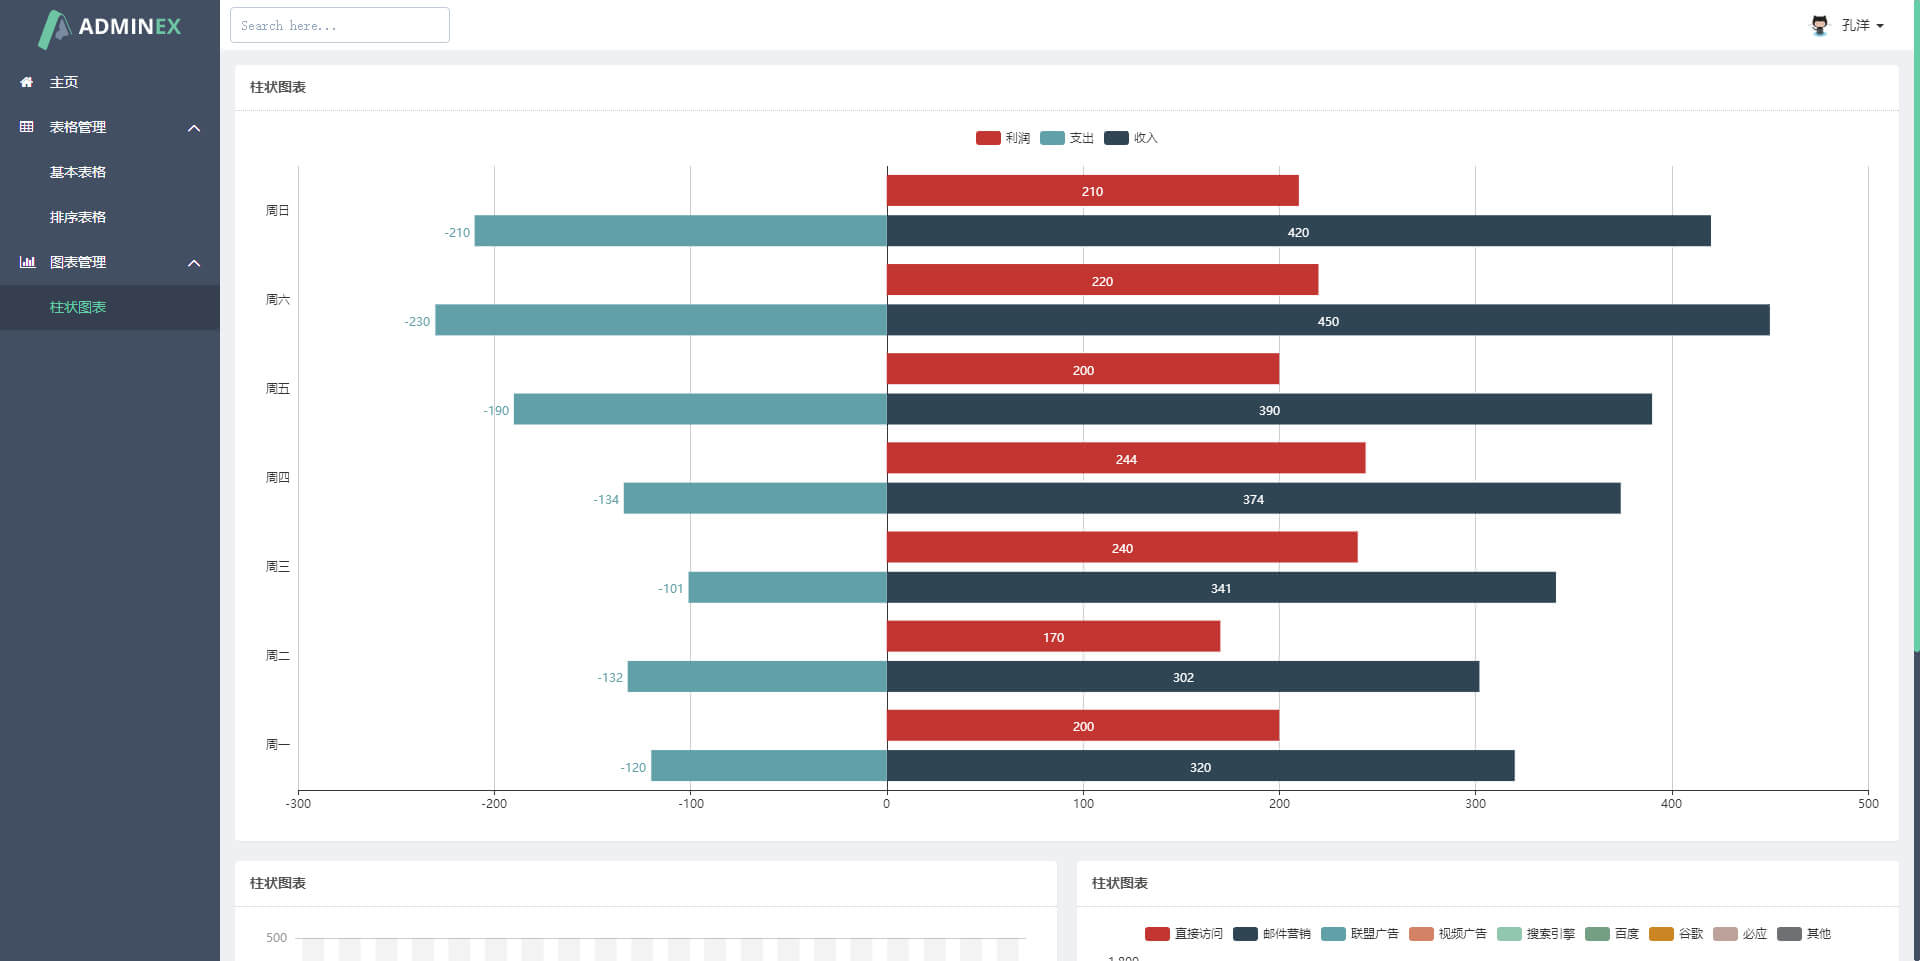 ADMINEX
Search here...
孔洋
主页
表格管理
基本表格
排序表格
图表管理
柱状图表
柱状图表
利润 支出 收入
周日
210
-210
420
周六
220
-230
450
周五
200
-190
390
周四
244
-134
374
周三
240
-101
341
周二
170
-132
302
周一
200
-120
320
-300 -200 -100 0 100 200 300 400 500
柱状图表
500
柱状图表
直接访问 邮件营销 联盟广告 视频广告 搜索引擎 百度 谷歌 必应 其他
1,800